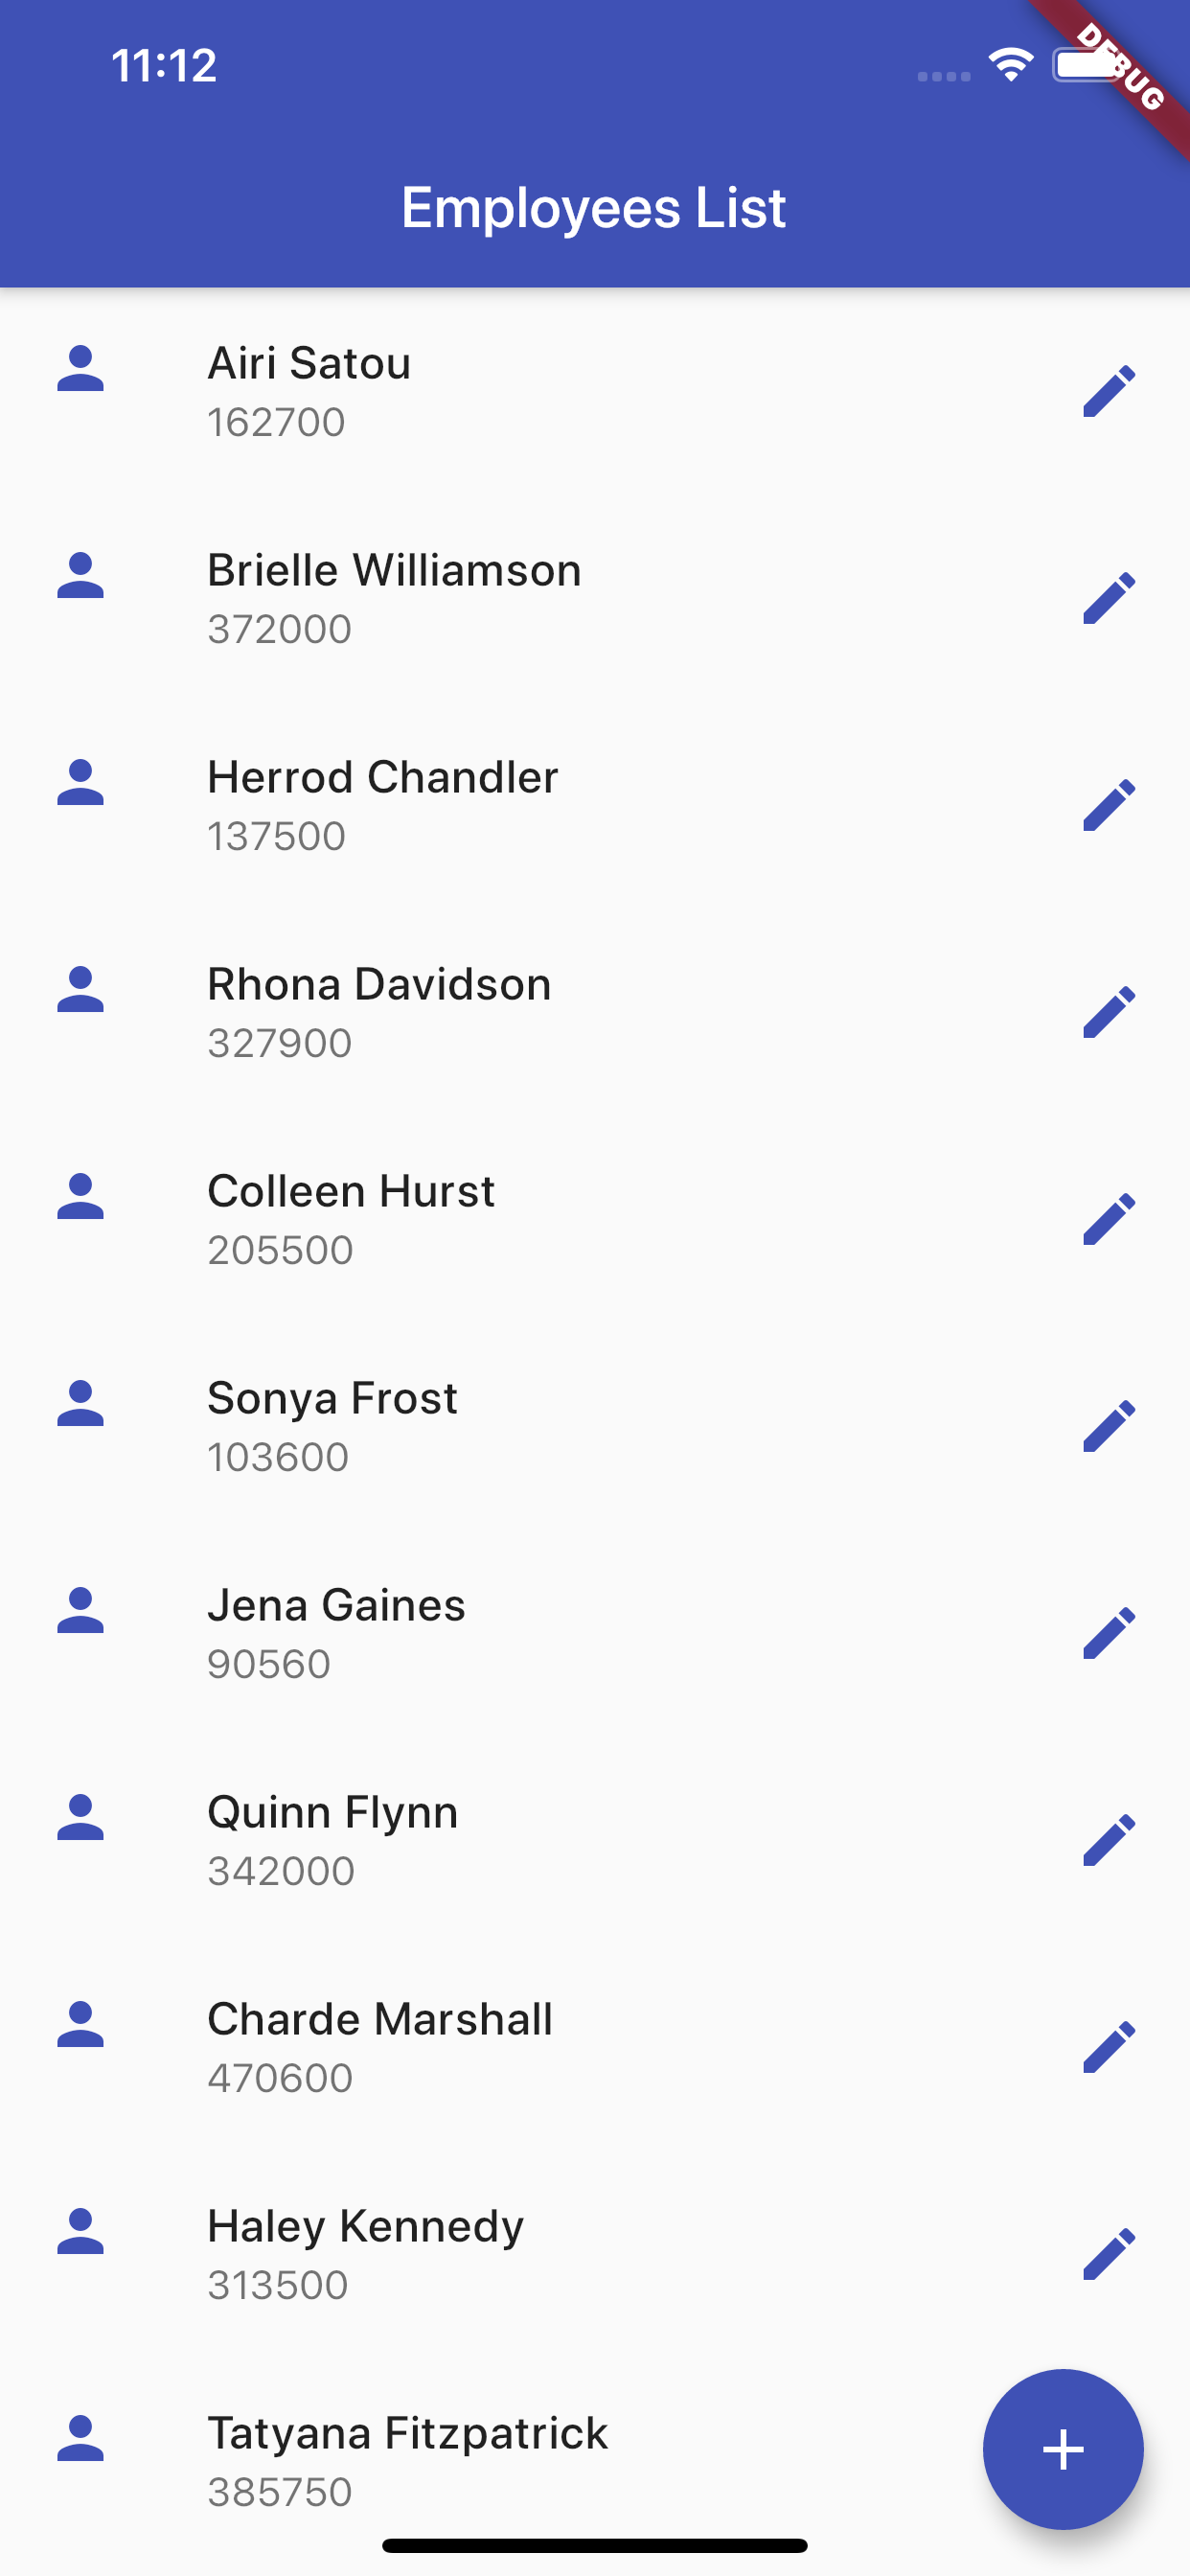 11:12
DEBUG
Employees List
Airi Satou
162700
Brielle Williamson
372000
Herrod Chandler
137500
Rhona Davidson
327900
Colleen Hurst
205500
Sonya Frost
103600
Jena Gaines
90560
Quinn Flynn
342000
Charde Marshall
470600
Haley Kennedy
313500
Tatyana Fitzpatrick
385750